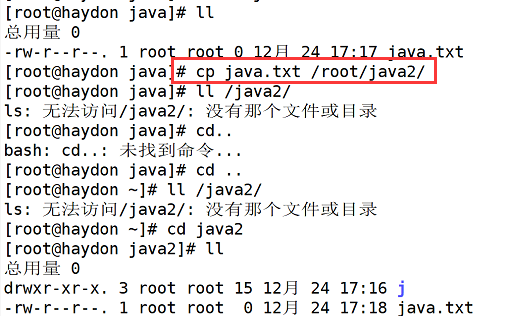 [root@haydon java]# ll
总用量 0
-rw-r--r--. 1 root root 0 12月 24 17:17 java.txt
[root@haydon java]# cp java.txt /root/java2/
[root@haydon java]# ll /java2/
ls: 无法访问/java2/: 没有那个文件或目录
[root@haydon java]# cd..
bash: cd..: 未找到命令...
[root@haydon java]# cd ..
[root@haydon ~]# ll /java2/
ls: 无法访问/java2/: 没有那个文件或目录
[root@haydon ~]# cd java2
[root@haydon java2]# ll
总用量 0
drwxr-xr-x. 3 root root 15 12月 24 17:16 j
-rw-r--r--. 1 root root  0 12月 24 17:18 java.txt